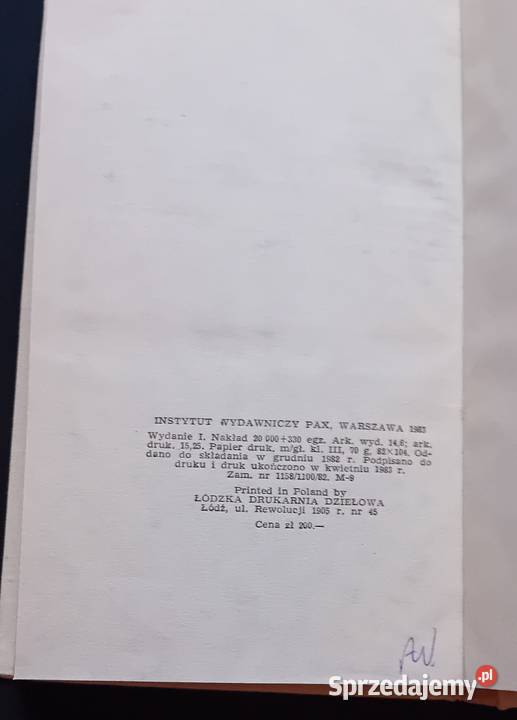 INSTYTUT WYDAWNICZY PAX, WARSZAWA 1983
Wydanie I. Nakład 20 000+330 egz. Ark. wyd. 14,6; ark.
druk. 15,25. Papier druk. m/gł. kl. III, 70 g, 82×104. Od-
dano do składania w grudniu 1982 r. Podpisano do
druku i druk ukończono w kwietniu 1983 r.
Zam. nr 1158/1100/82. M-9
Printed in Poland by
ŁÓDZKA DRUKARNIA DZIEŁOWA
Łódź, ul. Rewolucji 1905 r. nr 45
Cena zł 200,—
Sprzedajemy.pl